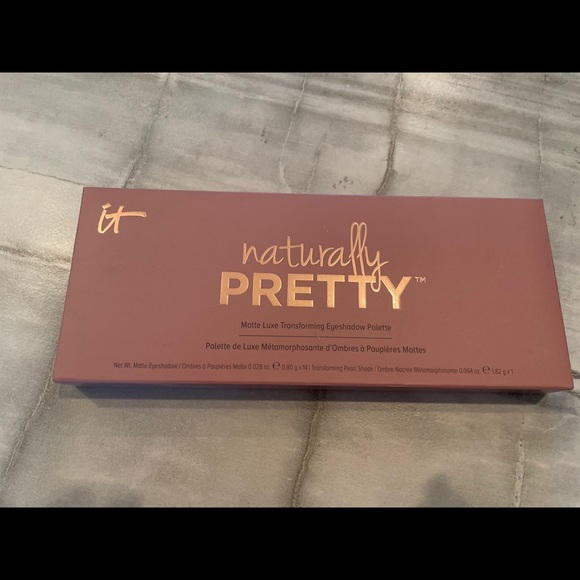 it
naturally
PRETTY™
Matte Luxe Transforming Eyeshadow Palette
Palette de Luxe Métamorphosante d'Ombres à Paupières Mattes
Net Wt. Matte Eyeshadow / Ombres à Paupières Matte 0.028 oz. ℮ 0.80 g x 14 | Transforming Pearl Shade / Ombre Nacrée Métamorphosante 0.064 oz. ℮ 1.82 g x 1